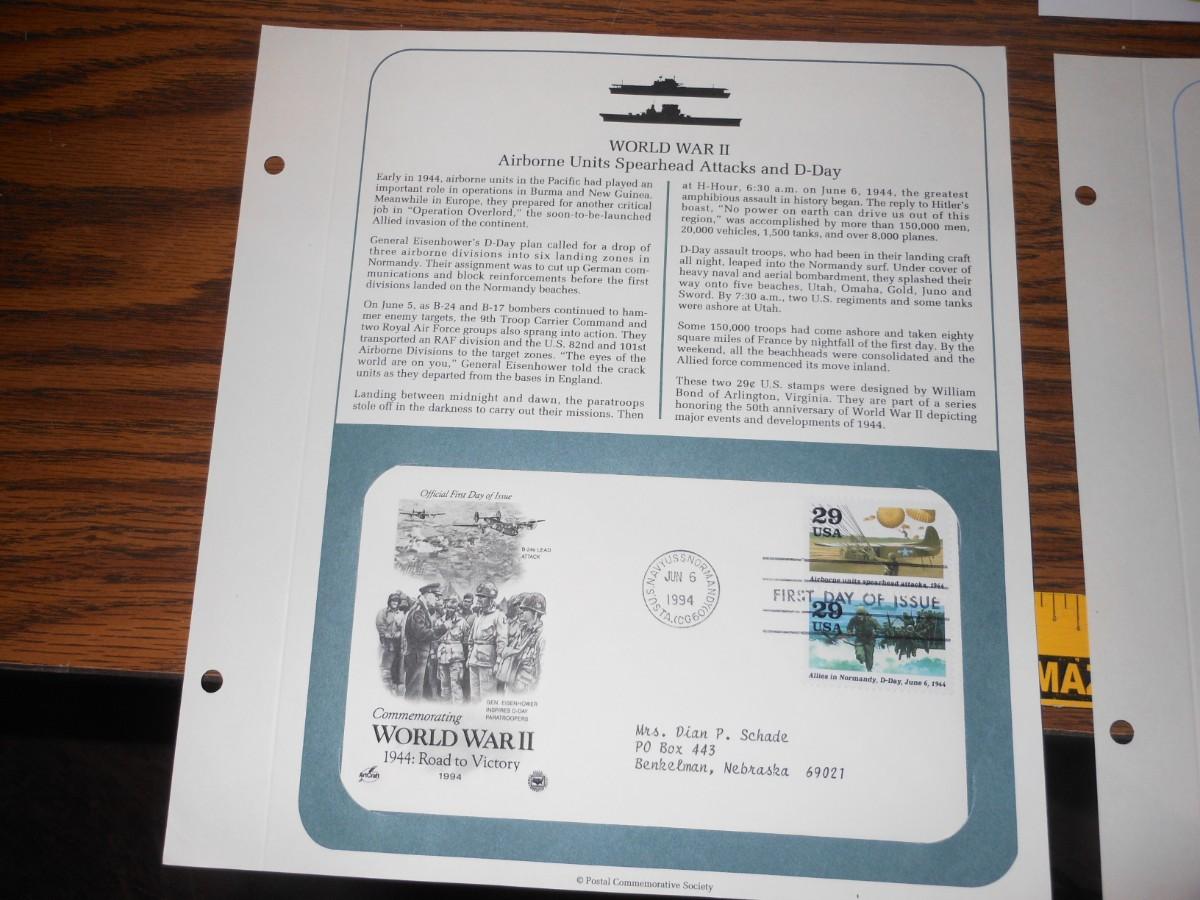 WORLD WAR II
Airborne Units Spearhead Attacks and D-Day
Early in 1944, airborne units in the Pacific had played an
important role in operations in Burma and New Guinea.
Meanwhile in Europe, they prepared for another critical
job in "Operation Overlord," the soon-to-be-launched
Allied invasion of the continent.
General Eisenhower's D-Day plan called for a drop of
three airborne divisions into six landing zones in
Normandy. Their assignment was to cut up German com-
munications and block reinforcements before the first
divisions landed on the Normandy beaches.
On June 5, as B-24 and B-17 bombers continued to ham-
mer enemy targets, the 9th Troop Carrier Command and
two Royal Air Force groups also sprang into action. They
transported an RAF division and the U.S. 82nd and 101st
Airborne Divisions to the target zones. "The eyes of the
world are on you," General Eisenhower told the crack
units as they departed from the bases in England.
Landing between midnight and dawn, the paratroops
stole off in the darkness to carry out their missions. Then
at H-Hour, 6:30 a.m. on June 6, 1944, the greatest
amphibious assault in history began. The reply to Hitler's
boast, "No power on earth can drive us out of this
region," was accomplished by more than 150,000 men,
20,000 vehicles, 1,500 tanks, and over 8,000 planes.
D-Day assault troops, who had been in their landing craft
all night, leaped into the Normandy surf. Under cover of
heavy naval and aerial bombardment, they splashed their
way onto five beaches, Utah, Omaha, Gold, Juno and
Sword. By 7:30 a.m., two U.S. regiments and some tanks
were ashore at Utah.
Some 150,000 troops had come ashore and taken eighty
square miles of France by nightfall of the first day. By the
weekend, all the beachheads were consolidated and the
Allied force commenced its move inland.
These two 29¢ U.S. stamps were designed by William
Bond of Arlington, Virginia. They are part of a series
honoring the 50th anniversary of World War II depicting
major events and developments of 1944.
Official First Day of Issue
B-24s LEAD
ATTACK
GEN. EISENHOWER
INSPIRES D-DAY
PARATROOPERS
Commemorating
WORLD WAR II
1944: Road to Victory
1994
ArtCraft
U.S. NAVY USS NORMANDY (CG60) USTA.
JUN 6
1994
29
USA
Airborne units spearhead attacks, 1944
FIRST DAY OF ISSUE
29
USA
Allies in Normandy, D-Day, June 6, 1944
Mrs. Dian P. Schade
PO Box 443
Benkelman, Nebraska 69021
© Postal Commemorative Society
MA